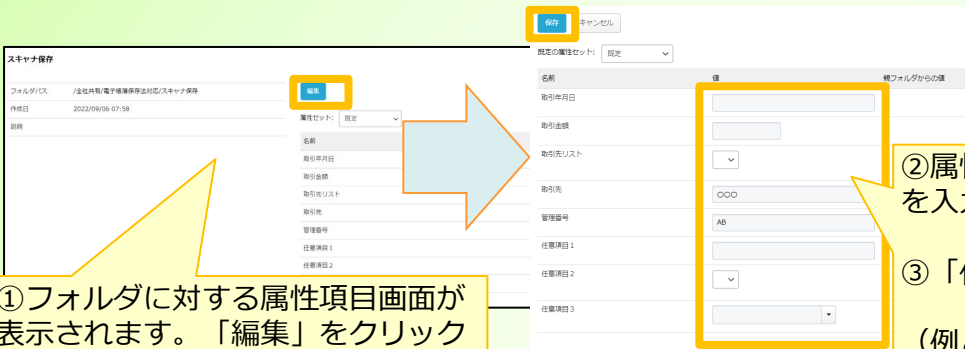 スキャナ保存
フォルダパス /全社共有/電子帳簿保存法対応/スキャナ保存
作成日 2022/09/06 07:58
説明
編集
属性セット: 既定
名前
取引年月日
取引金額
取引先リスト
取引先
管理番号
任意項目1
任意項目2
①フォルダに対する属性項目画面が
表示されます。「編集」をクリック
保存 キャンセル
既定の属性セット: 既定
名前 値 親フォルダからの値
取引年月日
取引金額
取引先リスト
取引先 ○○○
管理番号 AB
任意項目1
任意項目2
任意項目3
②属
を入
③「
(例